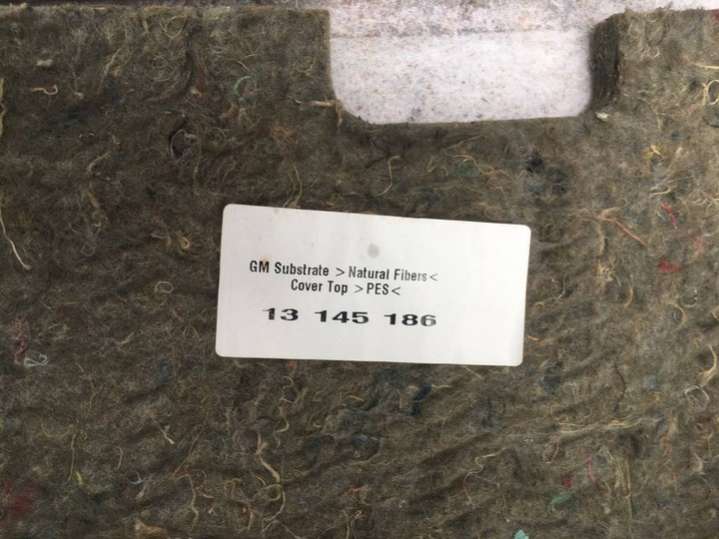 GM Substrate >Natural Fibers<
Cover Top >PES<
13 145 186